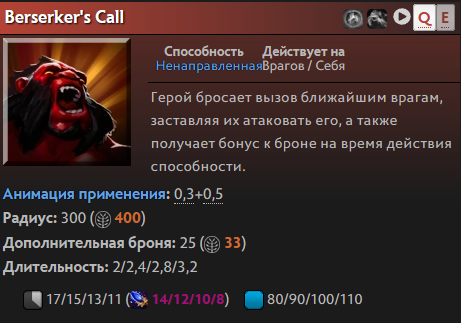 Berserker's Call Q E
Способность Действует на
Ненаправленная Врагов / Себя
Герой бросает вызов ближайшим врагам,
заставляя их атаковать его, а также
получает бонус к броне на время действия
способности.
Анимация применения: 0,3+0,5
Радиус: 300 (400)
Дополнительная броня: 25 (33)
Длительность: 2/2,4/2,8/3,2
17/15/13/11 (14/12/10/8) 80/90/100/110